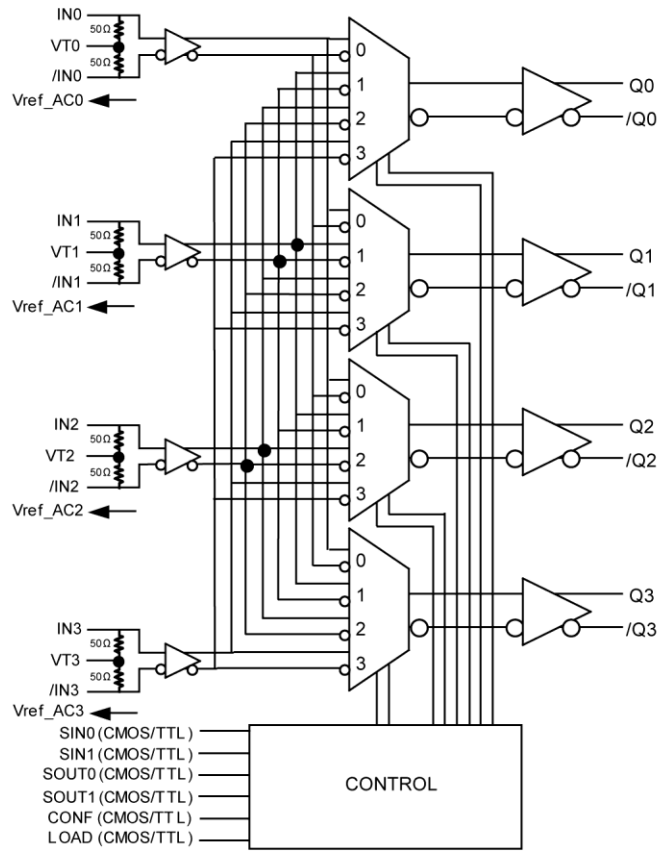 IN0
50Ω
VT0
50Ω
/IN0
Vref_AC0
0
1
2
3
Q0
/Q0
IN1
50Ω
VT1
50Ω
/IN1
Vref_AC1
0
1
2
3
Q1
/Q1
IN2
50Ω
VT2
50Ω
/IN2
Vref_AC2
0
1
2
3
Q2
/Q2
IN3
50Ω
VT3
50Ω
/IN3
Vref_AC3
0
1
2
3
Q3
/Q3
SIN0 (CMOS/TTL)
SIN1 (CMOS/TTL)
SOUT0 (CMOS/TTL)
SOUT1 (CMOS/TTL)
CONF (CMOS/TTL)
LOAD (CMOS/TTL)
CONTROL